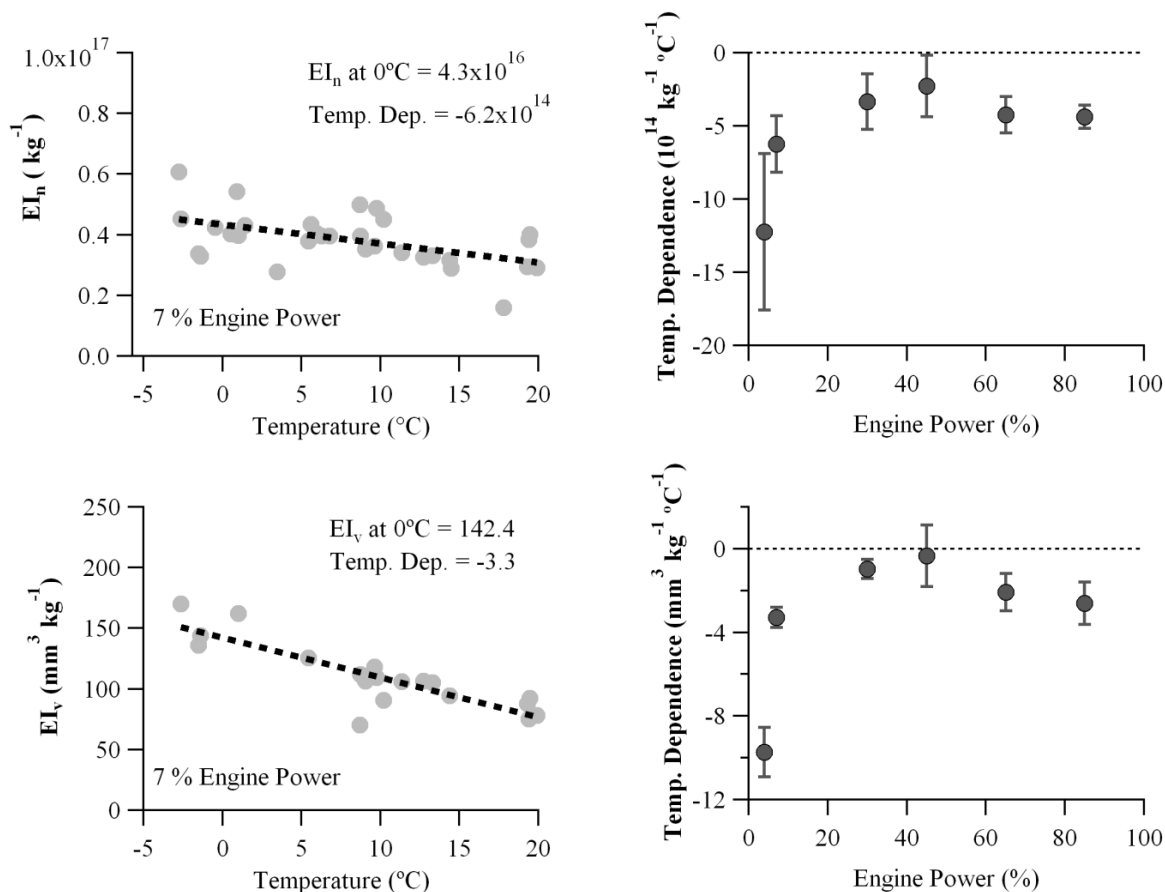 1.0x10^17
0.8
0.6
0.4
0.2
0.0
EI_n ( kg^-1)
EI_n at 0ºC = 4.3x10^16
Temp. Dep. = -6.2x10^14
7 % Engine Power
-5 0 5 10 15 20
Temperature (°C)
0
-5
-10
-15
-20
Temp. Dependence (10^14 kg^-1 ºC^-1)
0 20 40 60 80 100
Engine Power (%)
250
200
150
100
50
0
EI_v (mm^3 kg^-1)
EI_v at 0ºC = 142.4
Temp. Dep. = -3.3
7 % Engine Power
-5 0 5 10 15 20
Temperature (ºC)
0
-4
-8
-12
Temp. Dependence (mm^3 kg^-1 ºC^-1)
0 20 40 60 80 100
Engine Power (%)